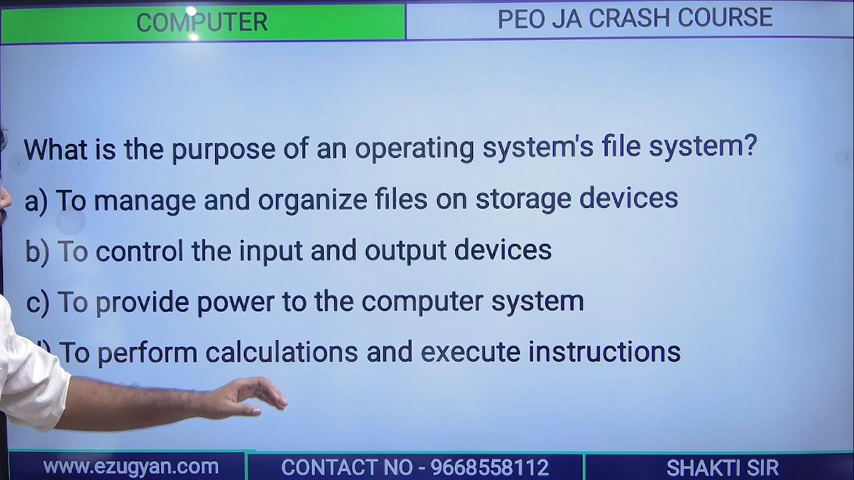 COMPUTER
PEO JA CRASH COURSE
What is the purpose of an operating system's file system?
a) To manage and organize files on storage devices
b) To control the input and output devices
c) To provide power to the computer system
d) To perform calculations and execute instructions
www.ezugyan.com
CONTACT NO - 9668558112
SHAKTI SIR